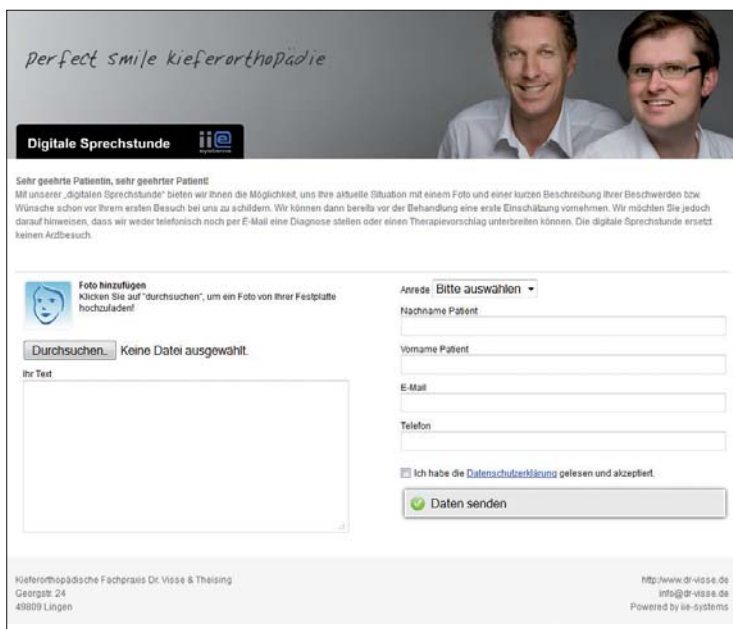 perfect smile kieferorthopädie
Digitale Sprechstunde
iie
systems
Sehr geehrte Patientin, sehr geehrter Patient!
Mit unserer „digitalen Sprechstunde“ bieten wir Ihnen die Möglichkeit, uns Ihre aktuelle Situation mit einem Foto und einer kurzen Beschreibung Ihrer Beschwerden bzw.
Wünsche schon vor Ihrem ersten Besuch bei uns zu schildern. Wir können dann bereits vor der Behandlung eine erste Einschätzung vornehmen. Wir möchten Sie jedoch
darauf hinweisen, dass wir weder telefonisch noch per E-Mail eine Diagnose stellen oder einen Therapievorschlag unterbreiten können. Die digitale Sprechstunde ersetzt
keinen Arztbesuch.
Foto hinzufügen
Klicken Sie auf "durchsuchen", um ein Foto von Ihrer Festplatte
hochzuladen!
Durchsuchen.. Keine Datei ausgewählt.
Ihr Text
Anrede Bitte auswählen
Nachname Patient
Vorname Patient
E-Mail
Telefon
Ich habe die Datenschutzerklärung gelesen und akzeptiert.
Daten senden
Kieferorthopädische Fachpraxis Dr. Visse & Theising
Georgstr. 24
49809 Lingen
http:/www.dr-visse.de
info@dr-visse.de
Powered by iie-systems